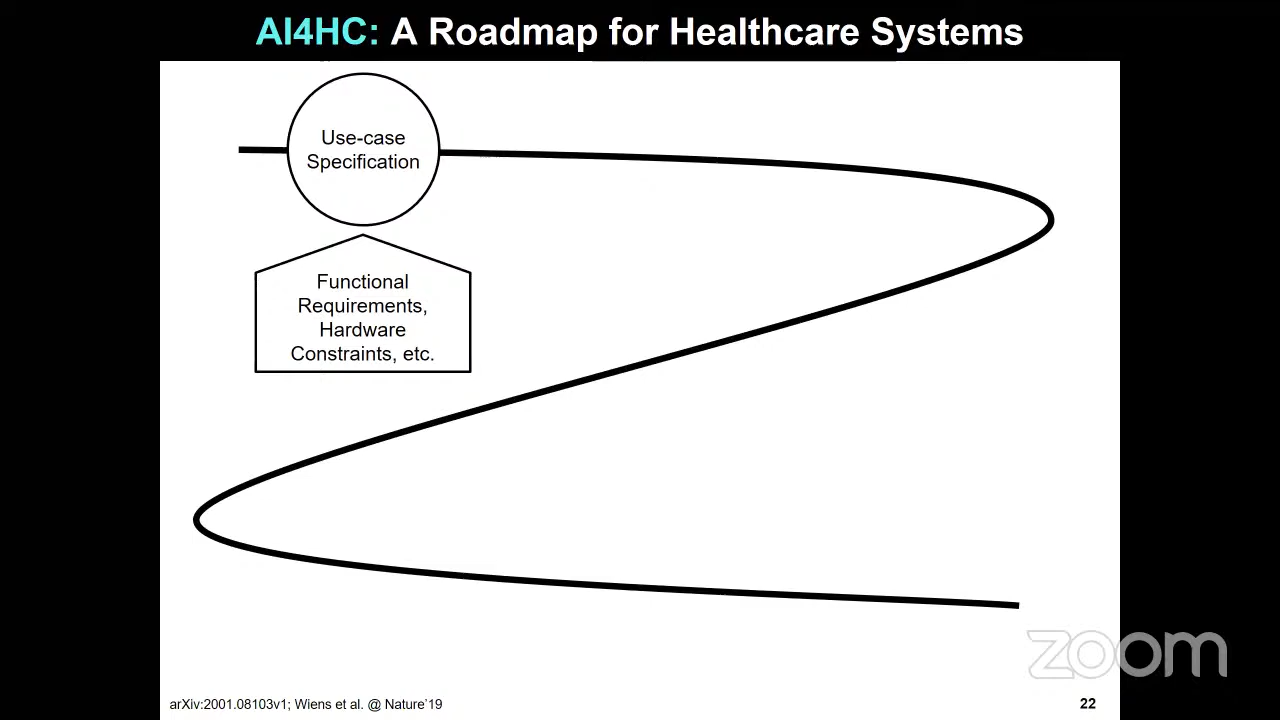 AI4HC: A Roadmap for Healthcare Systems
Use-case
Specification
Functional
Requirements,
Hardware
Constraints, etc.
zoom
arXiv:2001.08103v1; Wiens et al. @ Nature'19
22